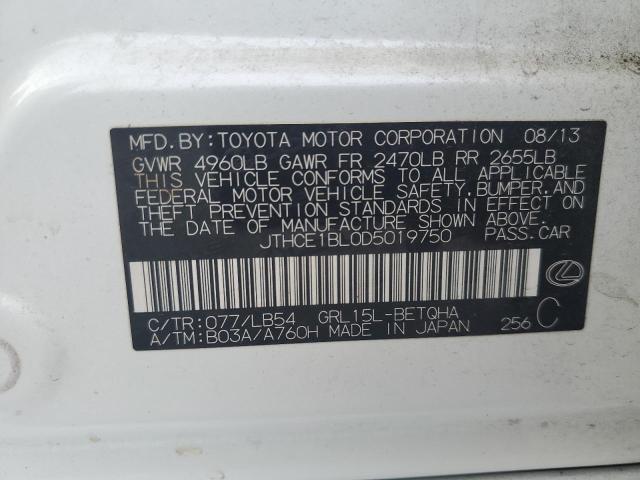 MFD.BY:TOYOTA MOTOR CORPORATION 08/13
GVWR 4960LB GAWR FR 2470LB RR 2655LB
THIS VEHICLE CONFORMS TO ALL APPLICABLE
FEDERAL MOTOR VEHICLE SAFETY,BUMPER,AND
THEFT PREVENTION STANDARDS IN EFFECT ON
THE DATE OF MANUFACTURE SHOWN ABOVE.
JTHCE1BL0D5019750 PASS.CAR
C/TR:077/LB54 GRL15L-BETQHA
A/TM:B03A/A760H MADE IN JAPAN 256 C